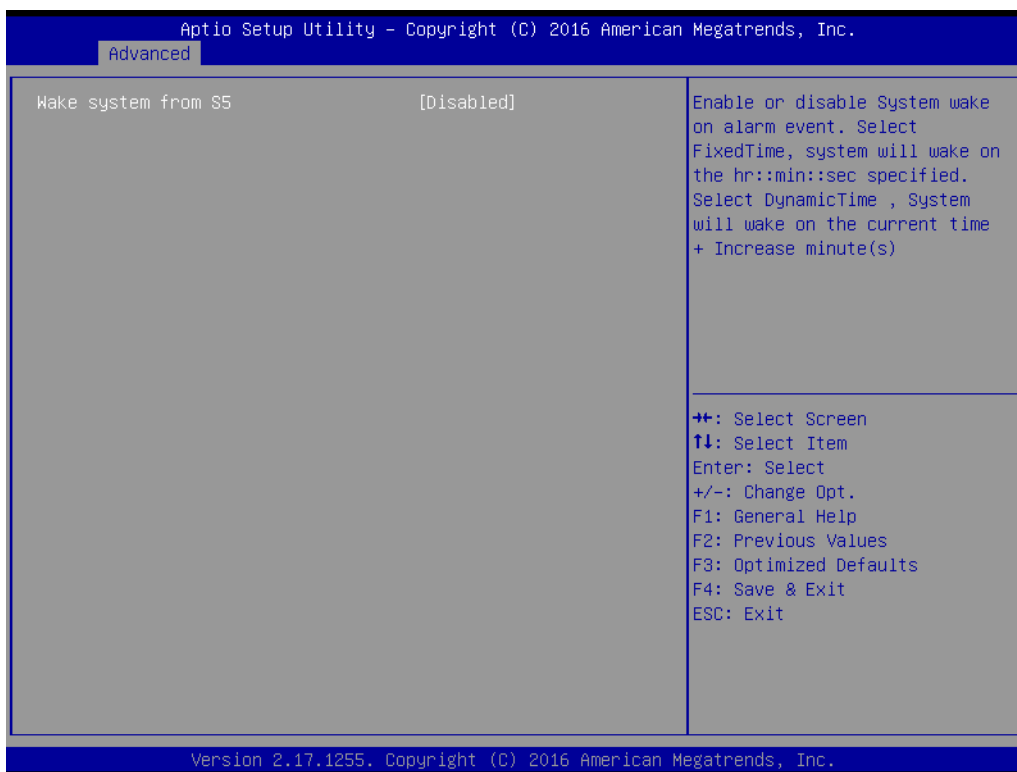 Aptio Setup Utility – Copyright (C) 2016 American Megatrends, Inc.
Advanced
Wake system from S5 [Disabled]
Enable or disable System wake
on alarm event. Select
FixedTime, system will wake on
the hr::min::sec specified.
Select DynamicTime , System
will wake on the current time
+ Increase minute(s)
→←: Select Screen
↑↓: Select Item
Enter: Select
+/-: Change Opt.
F1: General Help
F2: Previous Values
F3: Optimized Defaults
F4: Save & Exit
ESC: Exit
Version 2.17.1255. Copyright (C) 2016 American Megatrends, Inc.